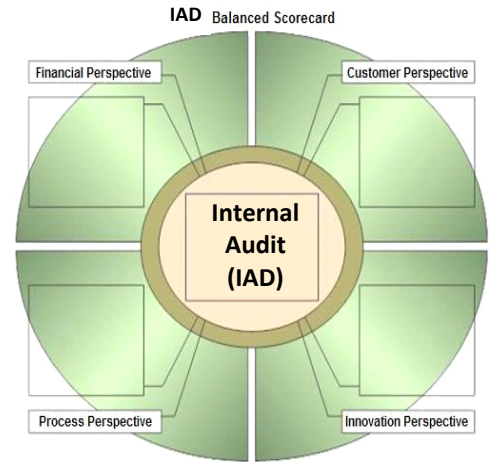 IAD Balanced Scorecard
Financial Perspective
Customer Perspective
Internal
Audit
(IAD)
Process Perspective
Innovation Perspective